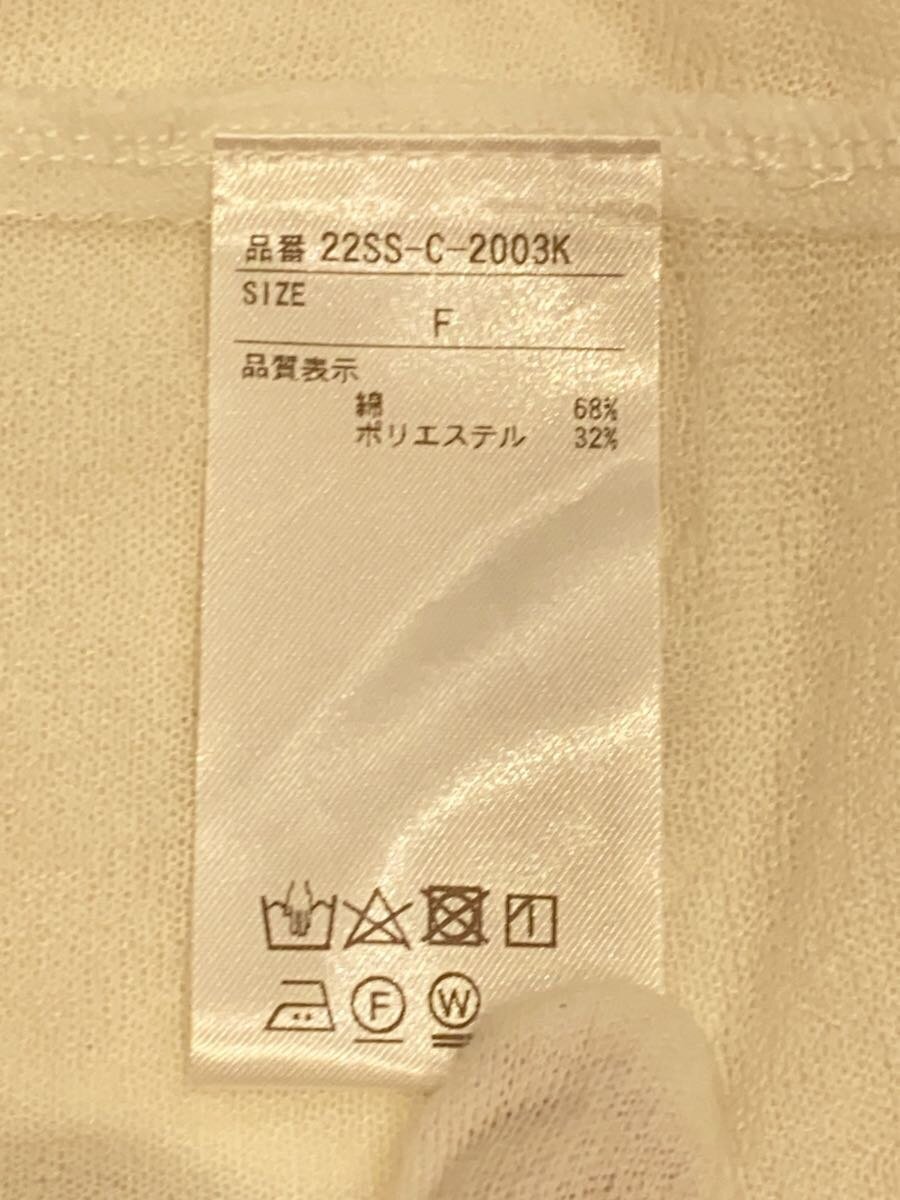 品番 22SS-C-2003K
SIZE
F
品質表示
綿 68%
ポリエステル 32%
F W